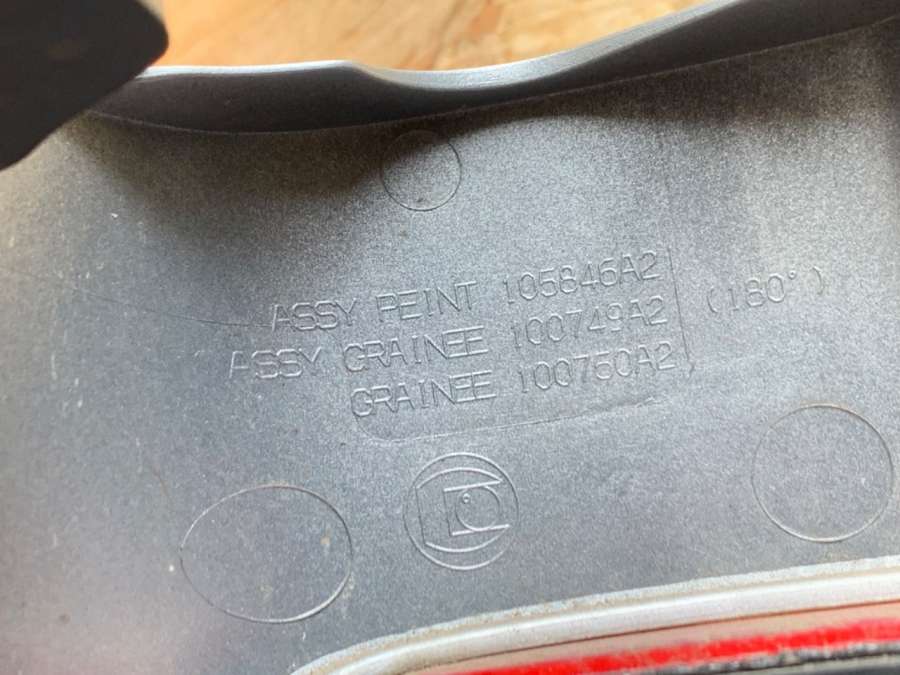 ASSY PEINT 105846A2
ASSY GRAINEE 100749A2 (180°)
GRAINEE 100750A2